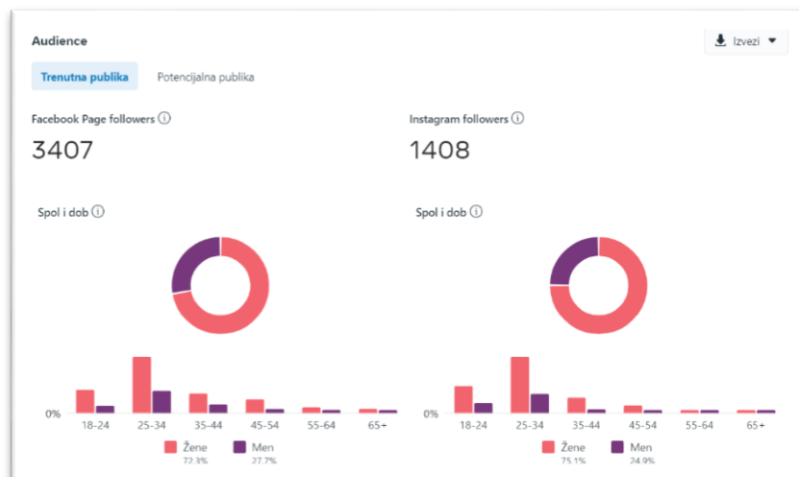 Audience
Izvezi
Trenutna publika
Potencijalna publika
Facebook Page followers
3407
Instagram followers
1408
Spol i dob
0%
18-24 25-34 35-44 45-54 55-64 65+
Žene Men
72.3% 27.7%
Spol i dob
0%
18-24 25-34 35-44 45-54 55-64 65+
Žene Men
75.1% 24.9%